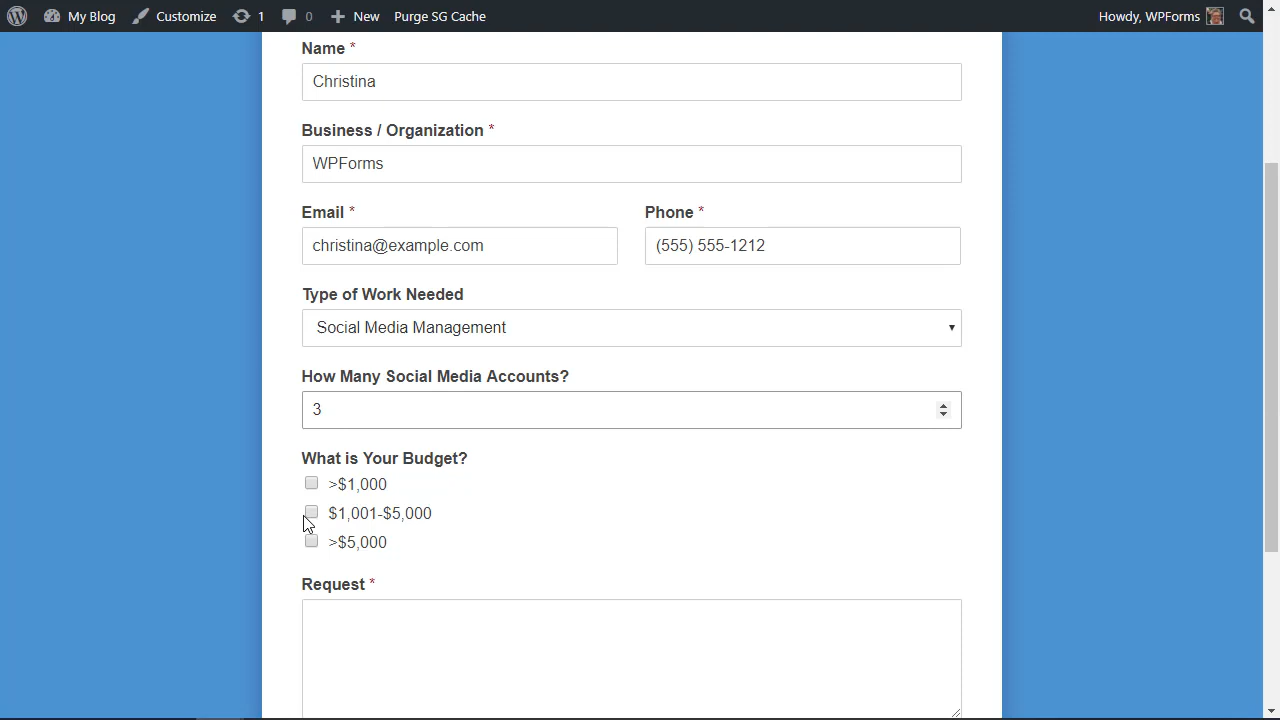 My Blog Customize 1 0 New Purge SG Cache Howdy, WPForms
Name *
Christina
Business / Organization *
WPForms
Email * Phone *
christina@example.com (555) 555-1212
Type of Work Needed
Social Media Management
How Many Social Media Accounts?
3
What is Your Budget?
>$1,000
$1,001-$5,000
>$5,000
Request *